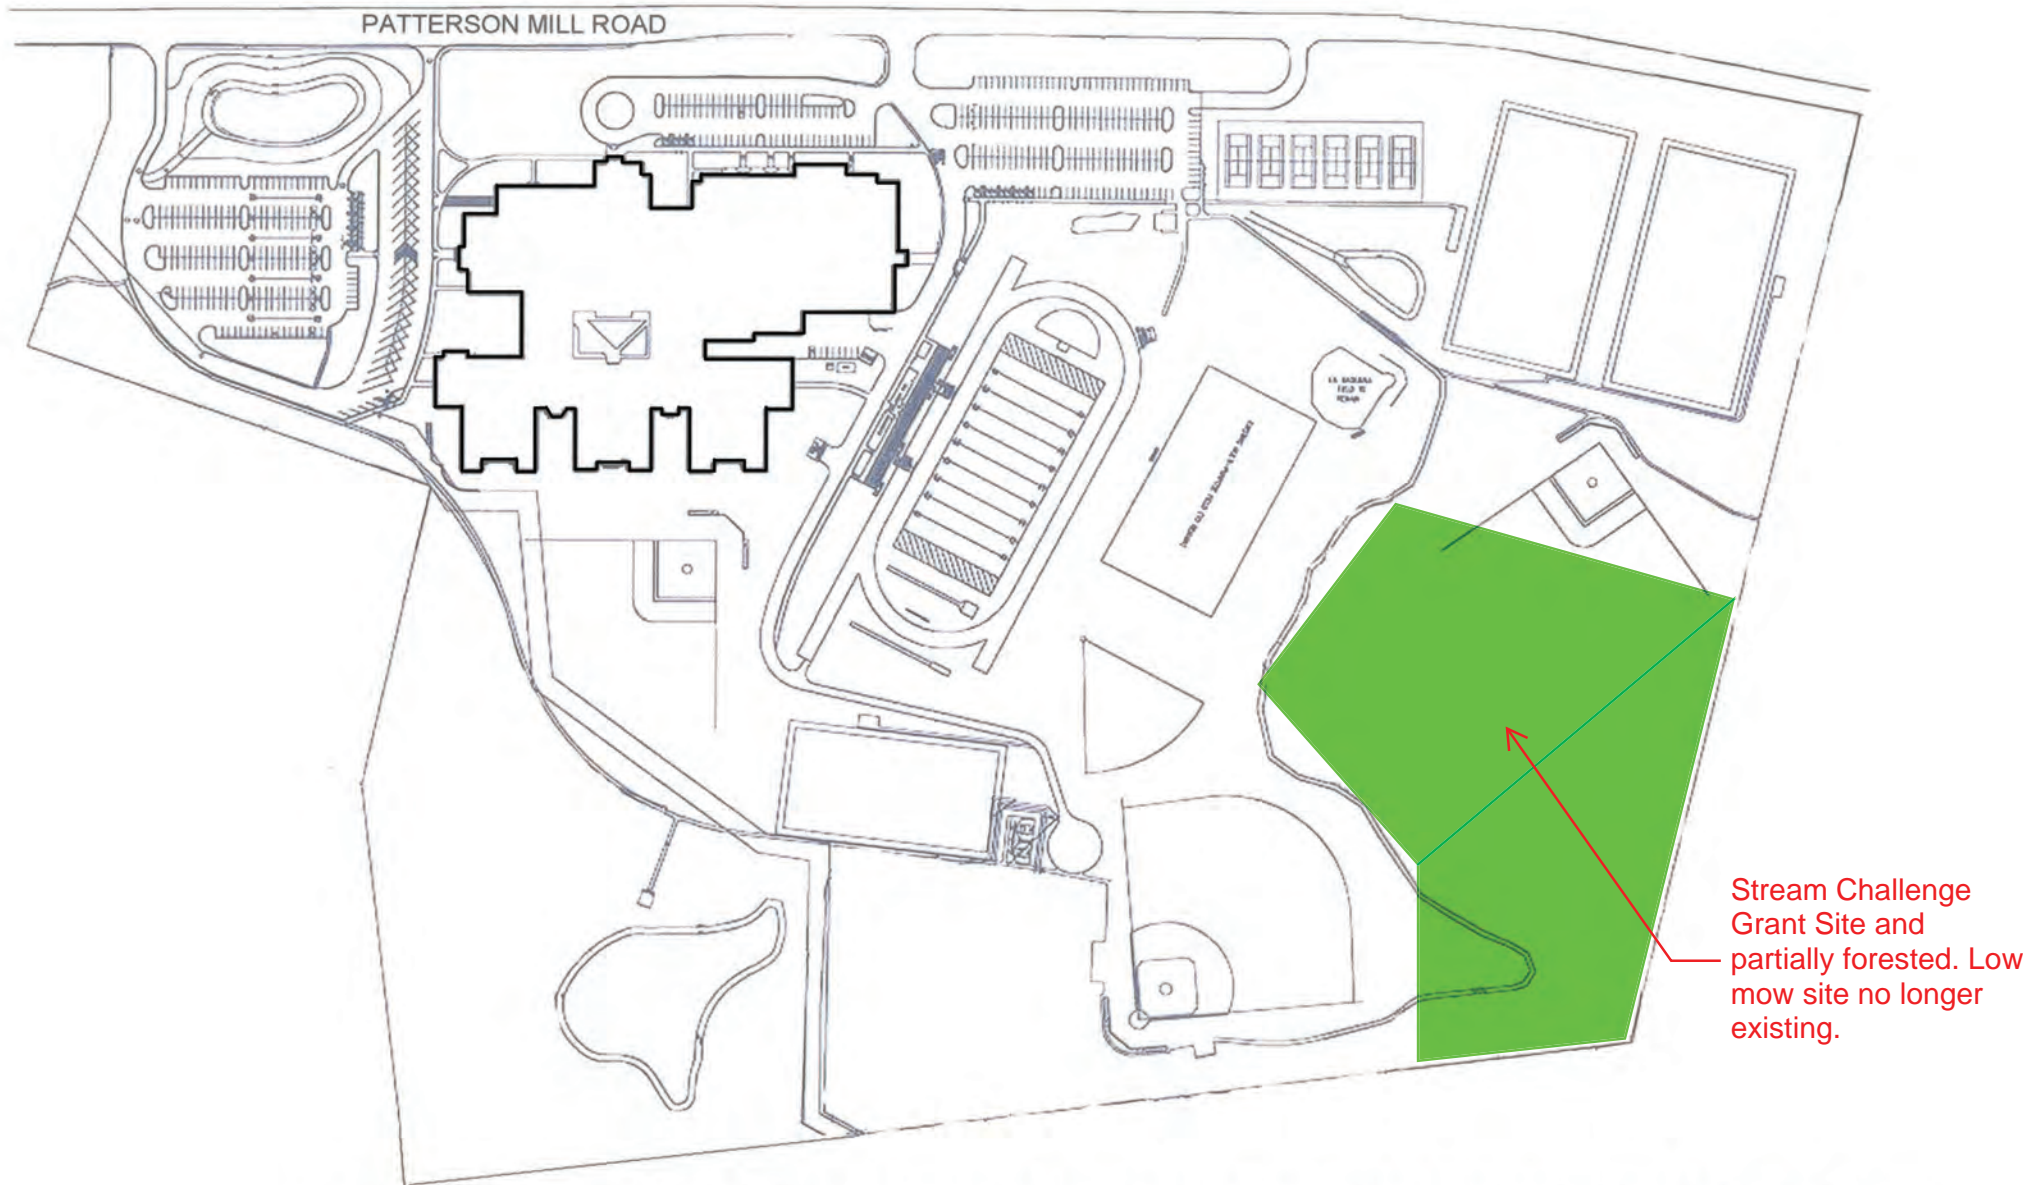 PATTERSON MILL ROAD
Stream Challenge
Grant Site and
partially forested. Low
mow site no longer
existing.